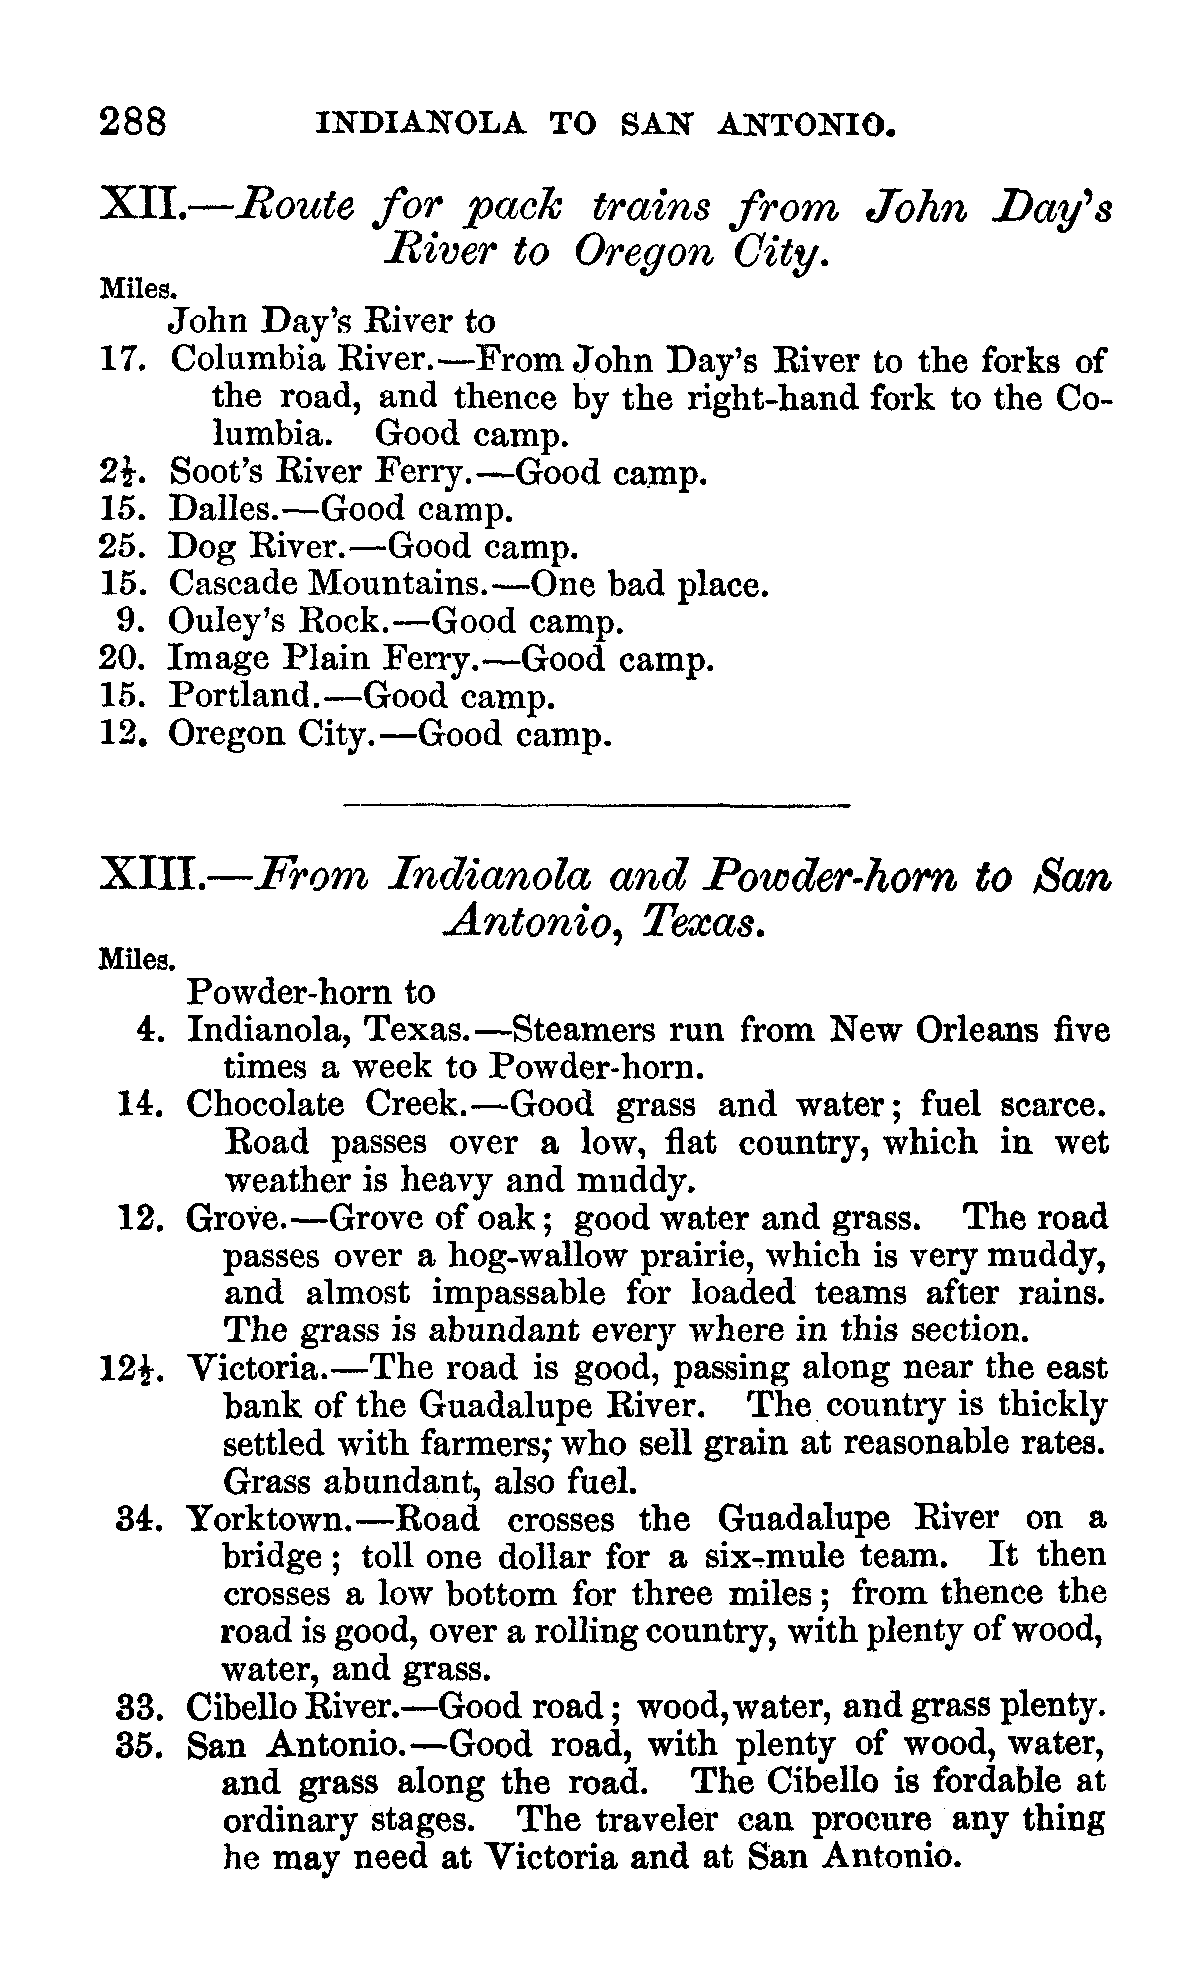 288 INDIANOLA TO SAN ANTONIO.
XII.—Route for pack trains from John Day's
River to Oregon City.
Miles.
John Day's River to
17. Columbia River.—From John Day's River to the forks of
the road, and thence by the right-hand fork to the Co-
lumbia. Good camp.
2½. Soot's River Ferry.—Good camp.
15. Dalles.—Good camp.
25. Dog River.—Good camp.
15. Cascade Mountains.—One bad place.
9. Ouley's Rock.—Good camp.
20. Image Plain Ferry.—Good camp.
15. Portland.—Good camp.
12. Oregon City.—Good camp.
XIII.—From Indianola and Powder-horn to San
Antonio, Texas.
Miles.
Powder-horn to
4. Indianola, Texas.—Steamers run from New Orleans five
times a week to Powder-horn.
14. Chocolate Creek.—Good grass and water; fuel scarce.
Road passes over a low, flat country, which in wet
weather is heavy and muddy.
12. Grove.—Grove of oak; good water and grass. The road
passes over a hog-wallow prairie, which is very muddy,
and almost impassable for loaded teams after rains.
The grass is abundant every where in this section.
12½. Victoria.—The road is good, passing along near the east
bank of the Guadalupe River. The country is thickly
settled with farmers, who sell grain at reasonable rates.
Grass abundant, also fuel.
34. Yorktown.—Road crosses the Guadalupe River on a
bridge; toll one dollar for a six-mule team. It then
crosses a low bottom for three miles; from thence the
road is good, over a rolling country, with plenty of wood,
water, and grass.
33. Cibello River.—Good road; wood, water, and grass plenty.
35. San Antonio.—Good road, with plenty of wood, water,
and grass along the road. The Cibello is fordable at
ordinary stages. The traveler can procure any thing
he may need at Victoria and at San Antonio.